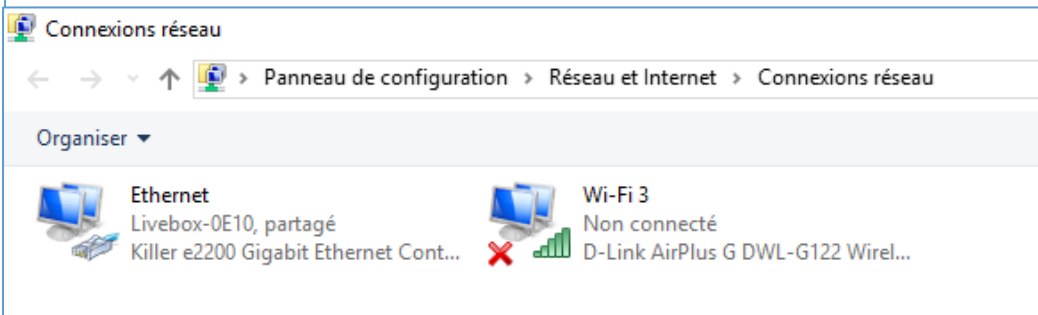 Connexions réseau
Panneau de configuration > Réseau et Internet > Connexions réseau
Organiser
Ethernet
Livebox-0E10, partagé
Killer e2200 Gigabit Ethernet Cont...
Wi-Fi 3
Non connecté
D-Link AirPlus G DWL-G122 Wirel...